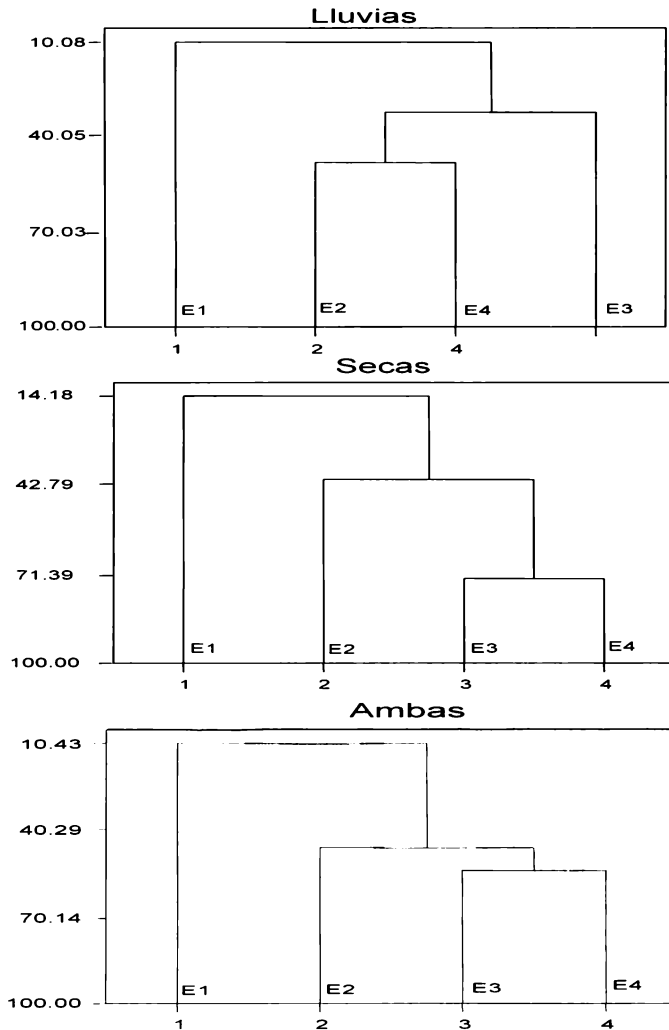 Lluvias
10.08
40.05
70.03
100.00
E1 E2 E4 E3
1 2 4
Secas
14.18
42.79
71.39
100.00
E1 E2 E3 E4
1 2 3 4
Ambas
10.43
40.29
70.14
100.00
E1 E2 E3 E4
1 2 3 4